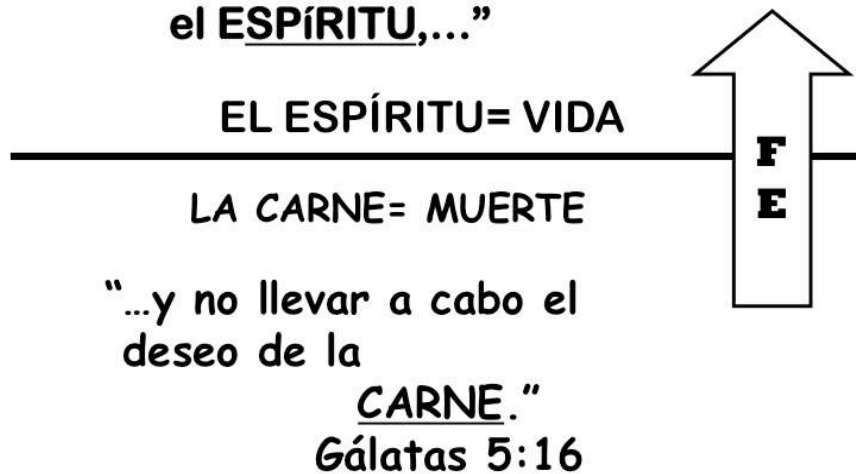 el ESPíRITU,...”
EL ESPÍRITU= VIDA
LA CARNE= MUERTE
“...y no llevar a cabo el
deseo de la
CARNE.”
Gálatas 5:16
F
E